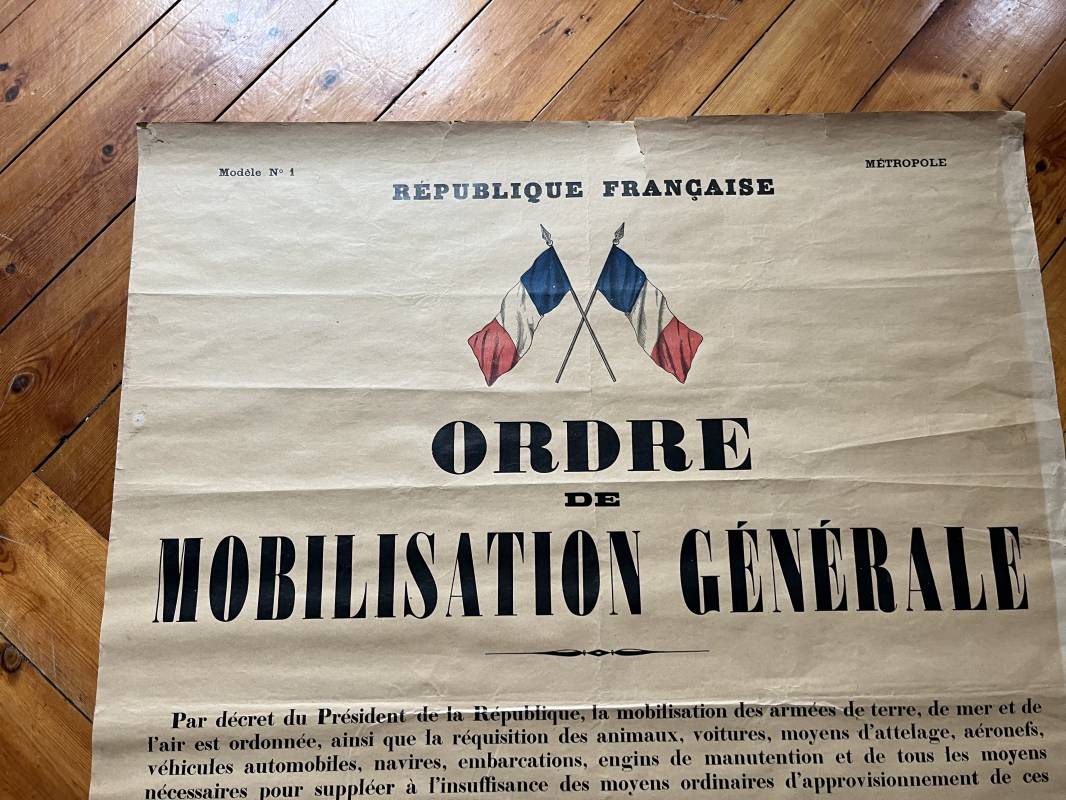 Modèle N° 1
MÉTROPOLE
RÉPUBLIQUE FRANÇAISE
ORDRE
DE
MOBILISATION GÉNÉRALE
Par décret du Président de la République, la mobilisation des armées de terre, de mer et de
l'air est ordonnée, ainsi que la réquisition des animaux, voitures, moyens d'attelage, aéronefs,
véhicules automobiles, navires, embarcations, engins de manutention et de tous les moyens
nécessaires pour suppléer à l'insuffisance des moyens ordinaires d'approvisionnement de ces